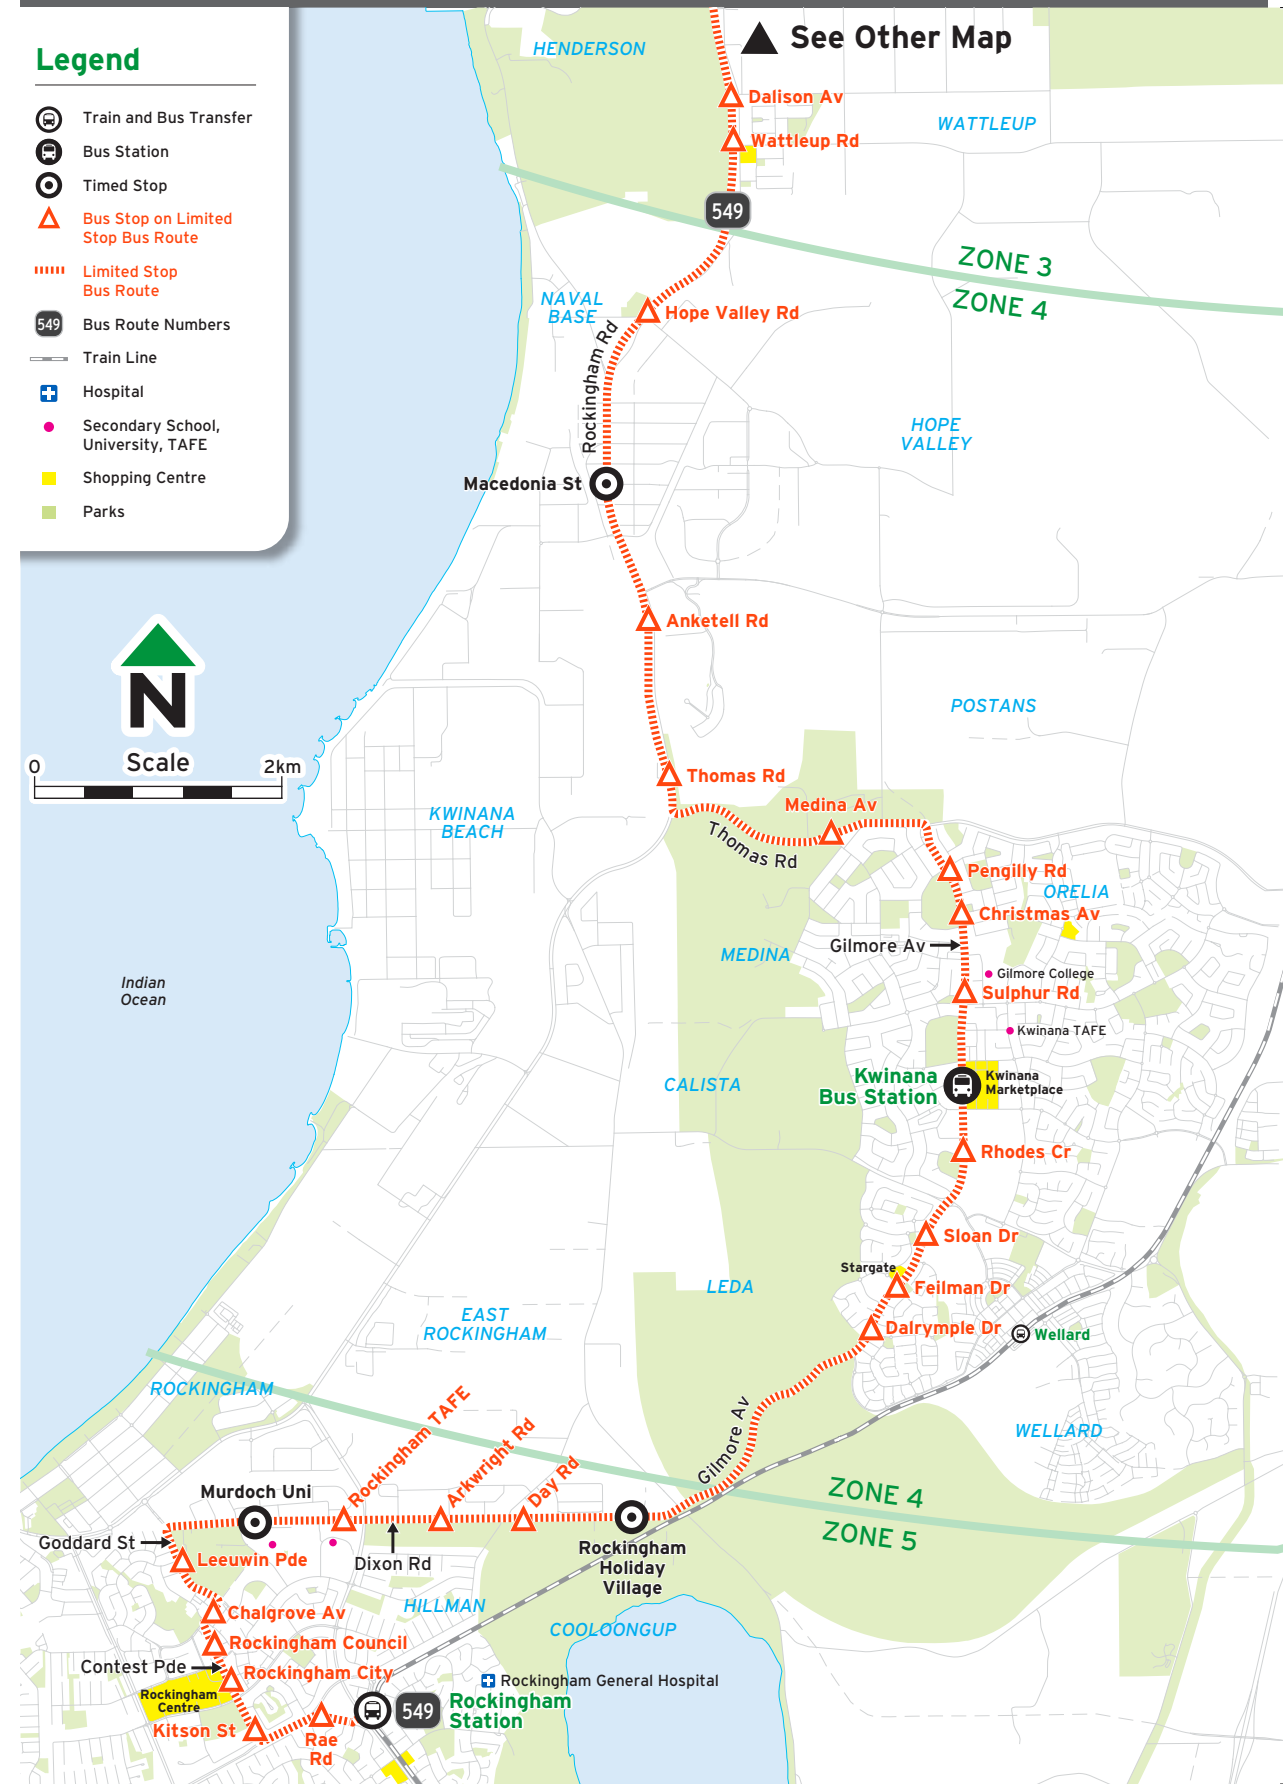 See Other Map
Legend
Train and Bus Transfer
Bus Station
Timed Stop
Bus Stop on Limited
Stop Bus Route
Limited Stop
Bus Route
549
Bus Route Numbers
Train Line
Hospital
Secondary School,
University, TAFE
Shopping Centre
Parks
N
Scale
0
2km
HENDERSON
Dalison Av
WATTLEUP
Wattleup Rd
549
ZONE 3
ZONE 4
NAVAL
BASE
Hope Valley Rd
Rockingham Rd
HOPE
VALLEY
Macedonia St
Anketell Rd
POSTANS
Thomas Rd
Medina Av
KWINANA
BEACH
Thomas Rd
Pengilly Rd
ORELIA
Christmas Av
Gilmore Av
MEDINA
Gilmore College
Sulphur Rd
Indian
Ocean
Kwinana TAFE
CALISTA
Kwinana
Bus Station
Kwinana
Marketplace
Rhodes Cr
Sloan Dr
Stargate
Feilman Dr
LEDA
EAST
ROCKINGHAM
Dalrymple Dr
Wellard
ROCKINGHAM
WELLARD
Gilmore Av
Rockingham TAFE
Arkwright Rd
Day Rd
ZONE 4
ZONE 5
Murdoch Uni
Goddard St
Leeuwin Pde
Dixon Rd
Rockingham
Holiday
Village
HILLMAN
COOLOONGUP
Chalgrove Av
Rockingham Council
Contest Pde
Rockingham City
Rockingham
Centre
Rockingham General Hospital
549
Rockingham
Station
Kitson St
Rae
Rd